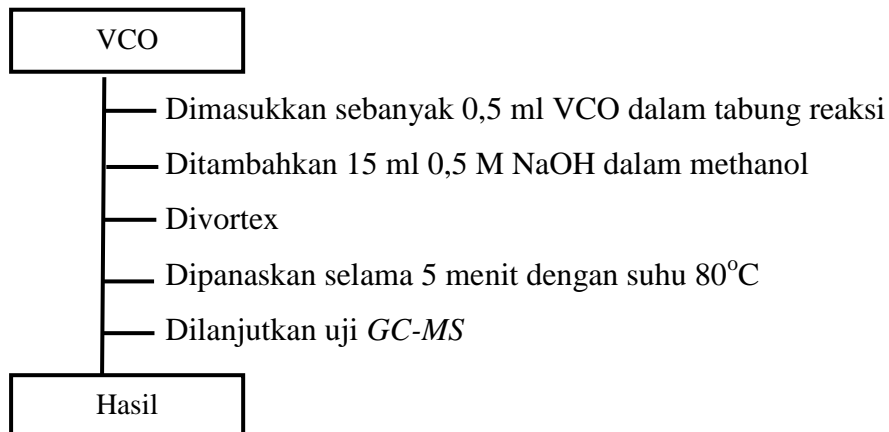 VCO
Dimasukkan sebanyak 0,5 ml VCO dalam tabung reaksi
Ditambahkan 15 ml 0,5 M NaOH dalam methanol
Divortex
Dipanaskan selama 5 menit dengan suhu 80°C
Dilanjutkan uji GC-MS
Hasil